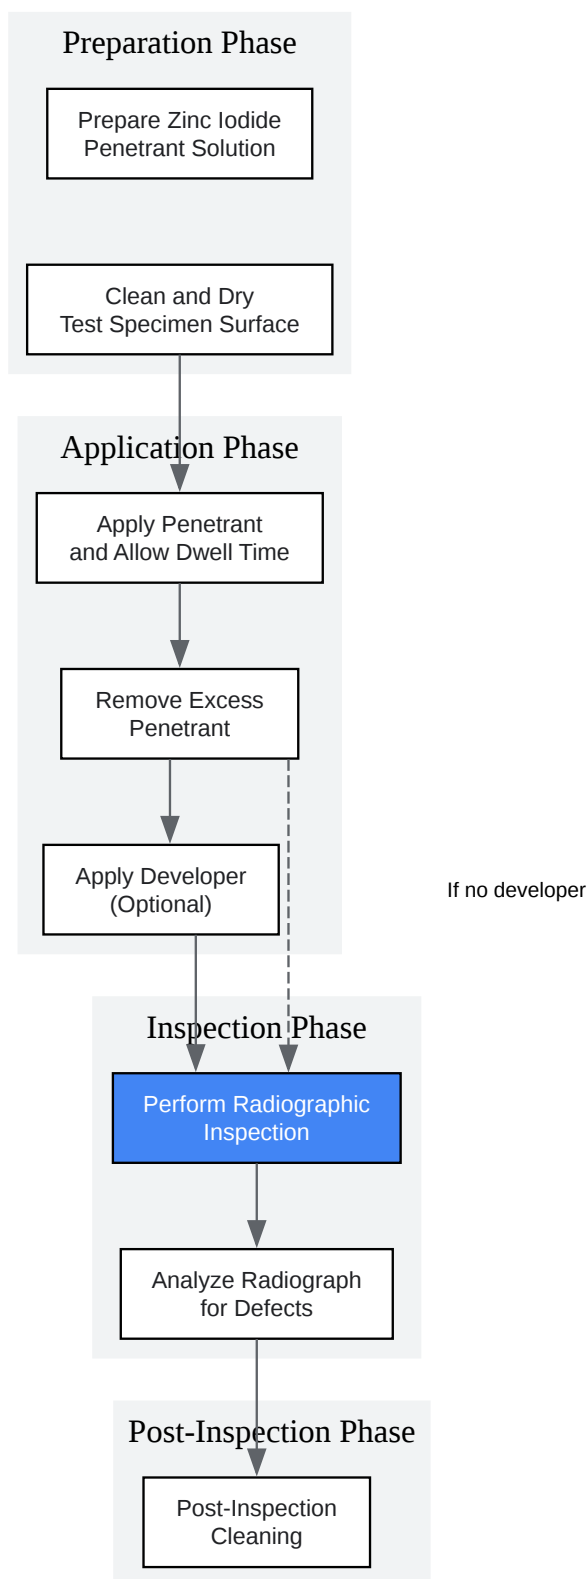 Preparation Phase
Prepare Zinc Iodide
Penetrant Solution
Clean and Dry
Test Specimen Surface
Application Phase
Apply Penetrant
and Allow Dwell Time
Remove Excess
Penetrant
Apply Developer
(Optional)
If no developer
Inspection Phase
Perform Radiographic
Inspection
Analyze Radiograph
for Defects
Post-Inspection Phase
Post-Inspection
Cleaning